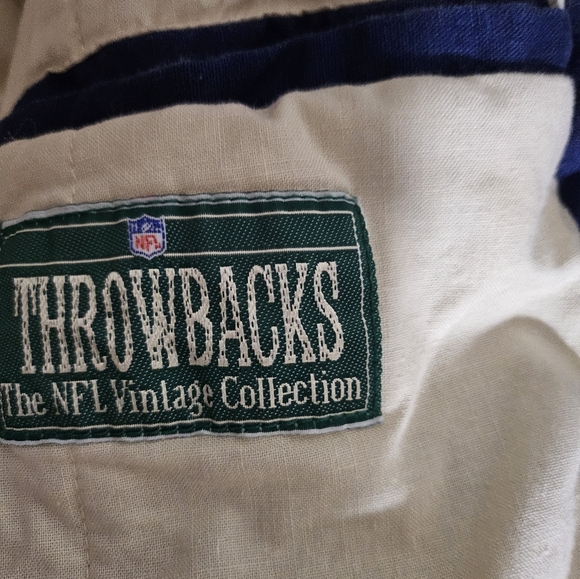 NFL
THROWBACKS
The NFL Vintage Collection